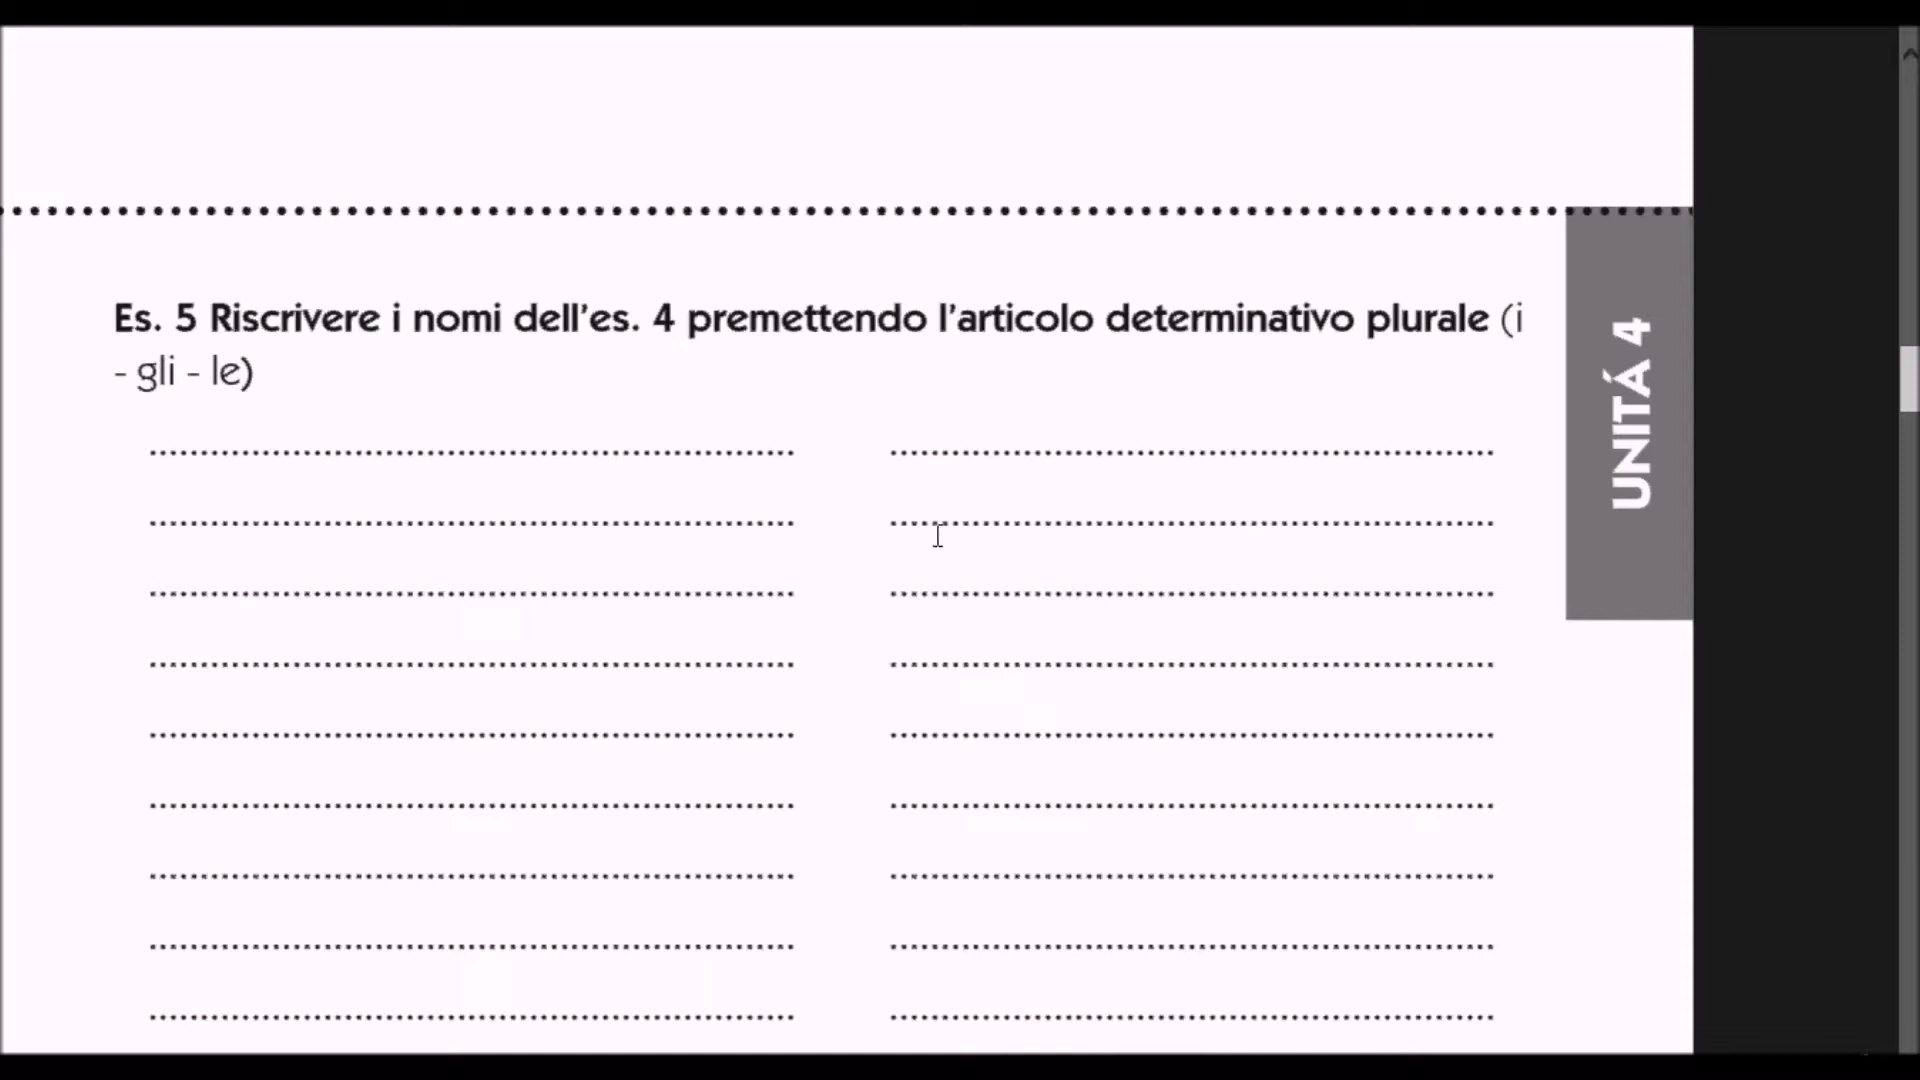 Es. 5 Riscrivere i nomi dell'es. 4 premettendo l'articolo determinativo plurale (i
- gli - le)
UNITÁ 4